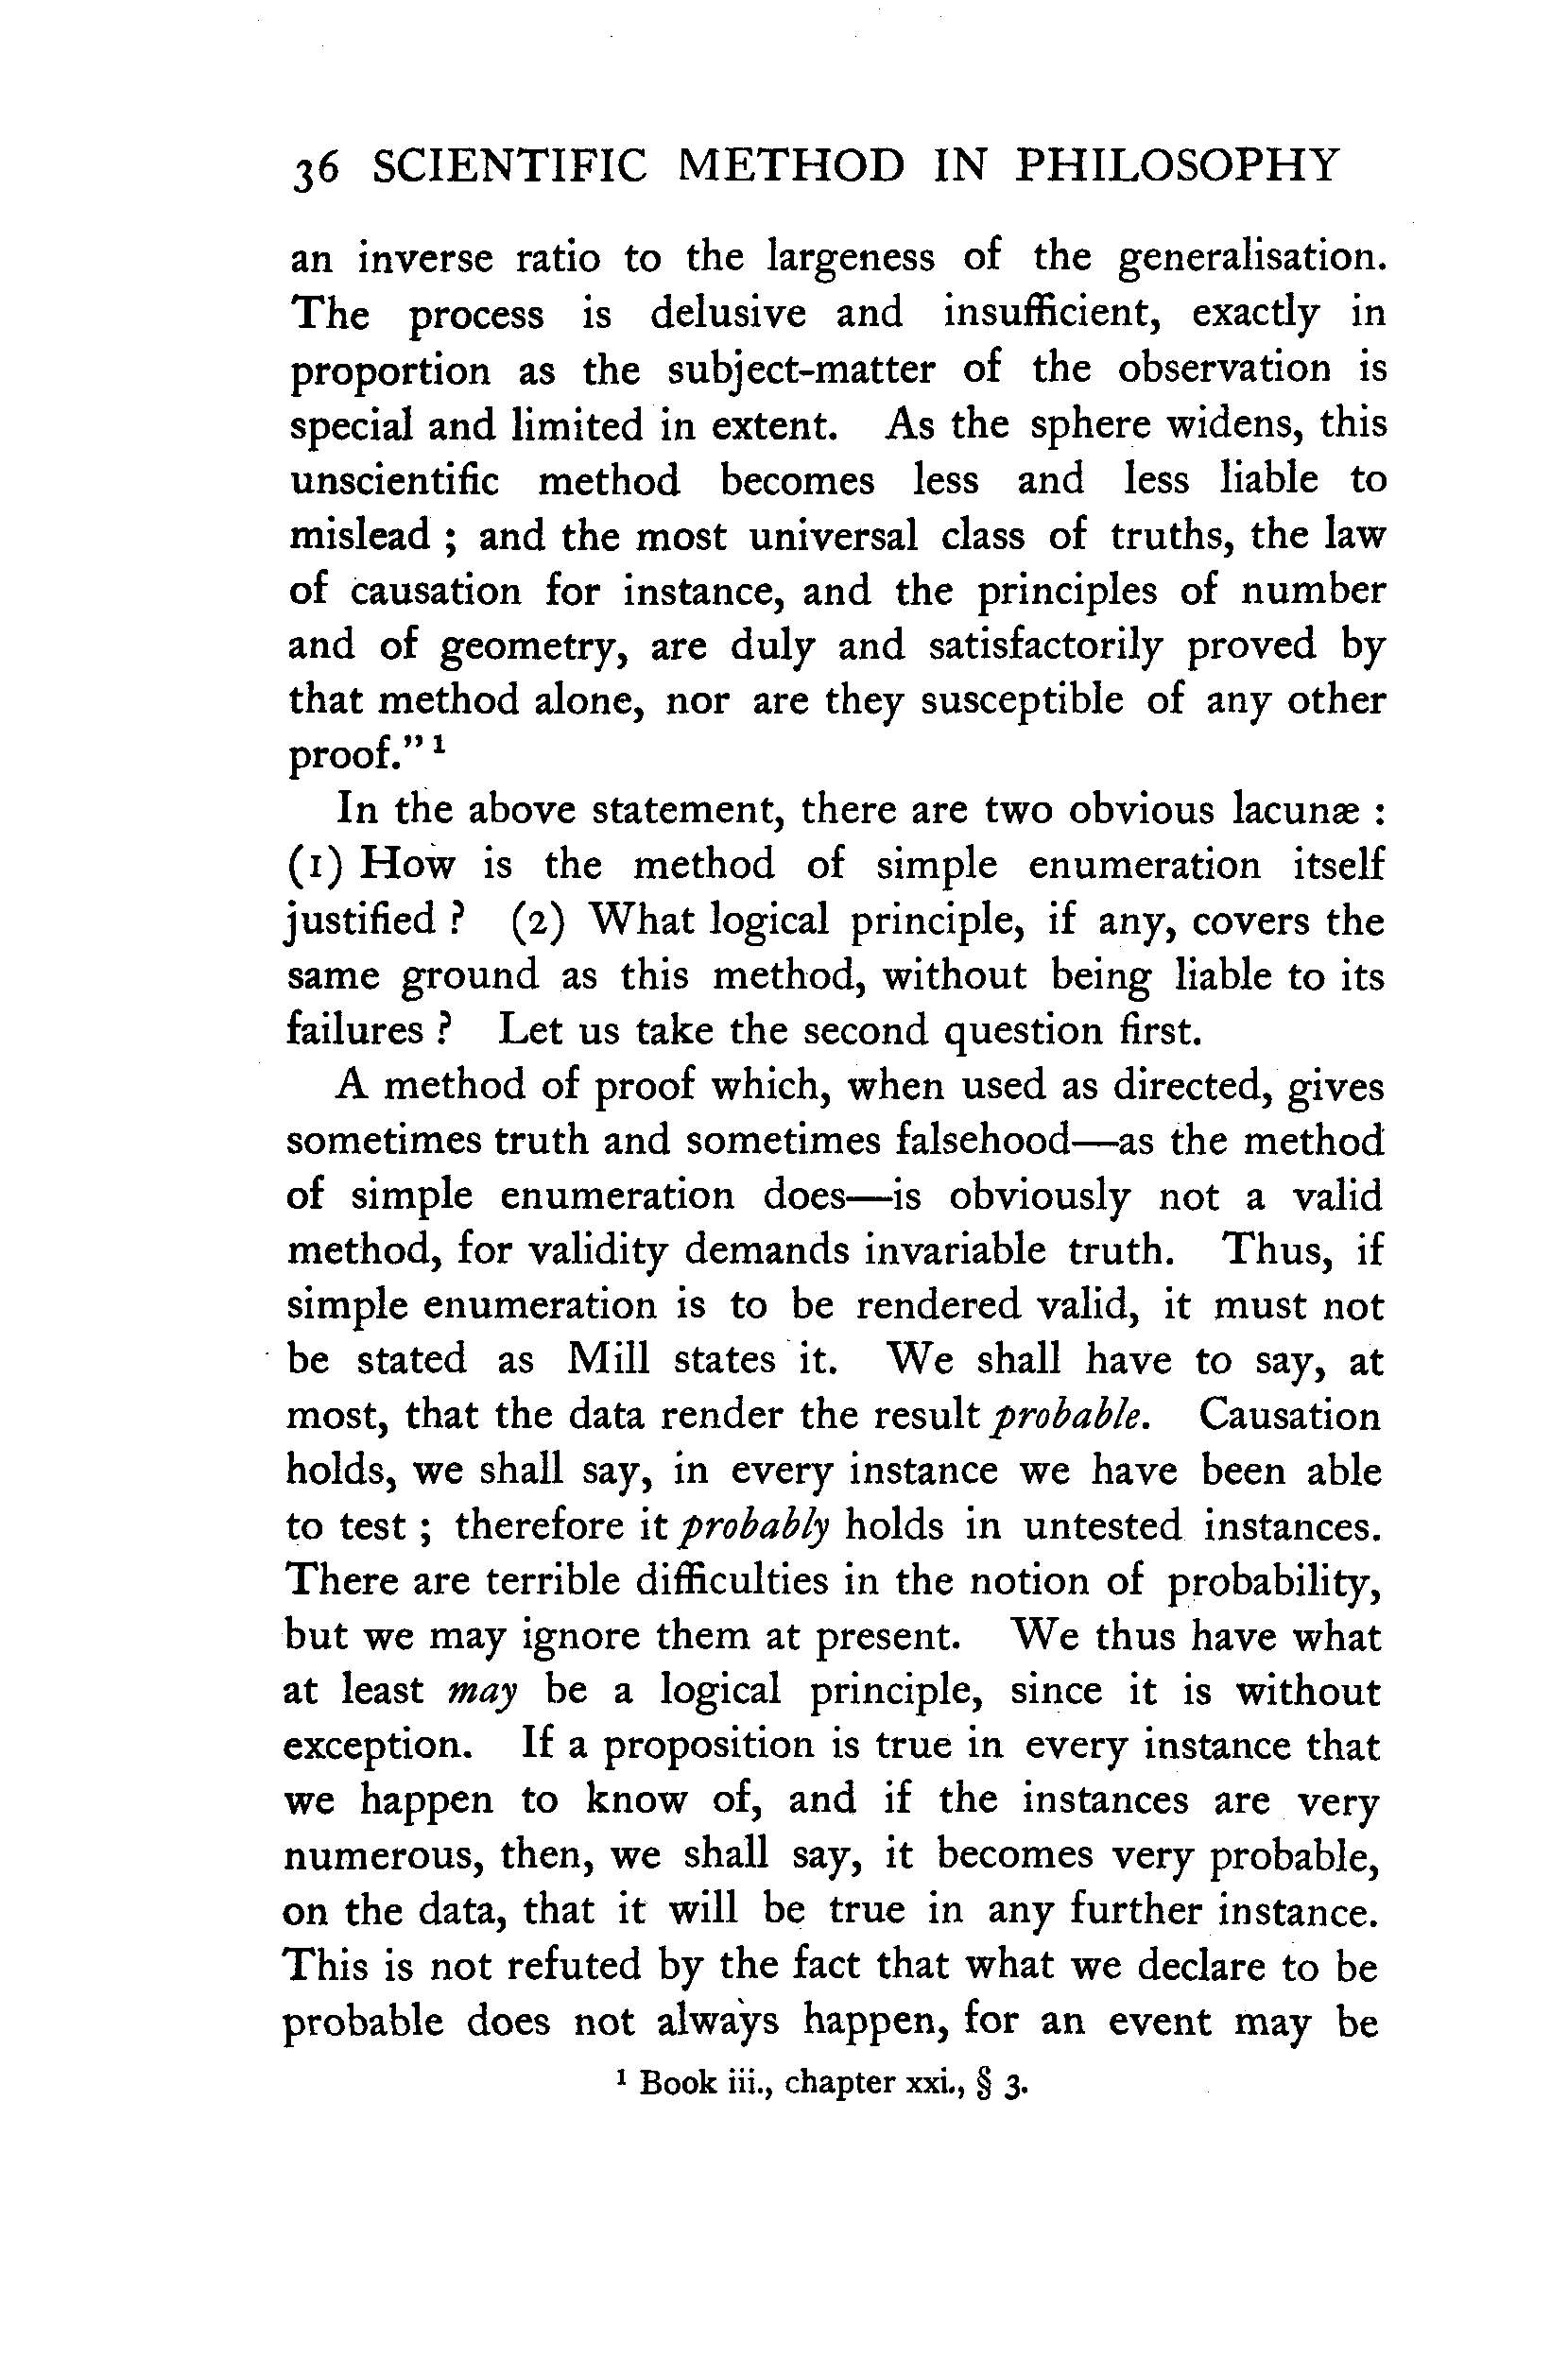 36 SCIENTIFIC METHOD IN PHILOSOPHY
an inverse ratio to the largeness of the generalisation.
The process is delusive and insufficient, exactly in
proportion as the subject-matter of the observation is
special and limited in extent. As the sphere widens, this
unscientific method becomes less and less liable to
mislead ; and the most universal class of truths, the law
of causation for instance, and the principles of number
and of geometry, are duly and satisfactorily proved by
that method alone, nor are they susceptible of any other
proof." ¹
In the above statement, there are two obvious lacunæ :
(1) How is the method of simple enumeration itself
justified ? (2) What logical principle, if any, covers the
same ground as this method, without being liable to its
failures ? Let us take the second question first.
A method of proof which, when used as directed, gives
sometimes truth and sometimes falsehood—as the method
of simple enumeration does—is obviously not a valid
method, for validity demands invariable truth. Thus, if
simple enumeration is to be rendered valid, it must not
be stated as Mill states it. We shall have to say, at
most, that the data render the result probable. Causation
holds, we shall say, in every instance we have been able
to test ; therefore it probably holds in untested instances.
There are terrible difficulties in the notion of probability,
but we may ignore them at present. We thus have what
at least may be a logical principle, since it is without
exception. If a proposition is true in every instance that
we happen to know of, and if the instances are very
numerous, then, we shall say, it becomes very probable,
on the data, that it will be true in any further instance.
This is not refuted by the fact that what we declare to be
probable does not always happen, for an event may be
¹ Book iii., chapter xxi., § 3.